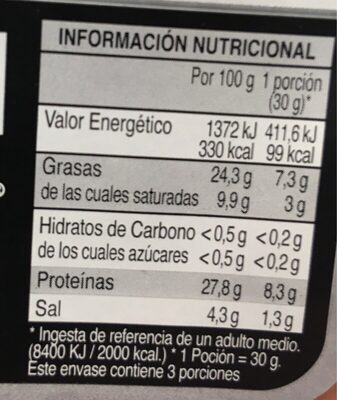 INFORMACIÓN NUTRICIONAL
Por 100 g 1 porción
(30 g)*
Valor Energético 1372 kJ 411,6 kJ
330 kcal 99 kcal
Grasas 24,3 g 7,3 g
de las cuales saturadas 9,9 g 3 g
Hidratos de Carbono <0,5 g <0,2 g
de los cuales azúcares <0,5 g <0,2 g
Proteínas 27,8 g 8,3 g
Sal 4,3 g 1,3 g
* Ingesta de referencia de un adulto medio.
(8400 KJ / 2000 kcal.) * 1 Poción = 30 g.
Este envase contiene 3 porciones